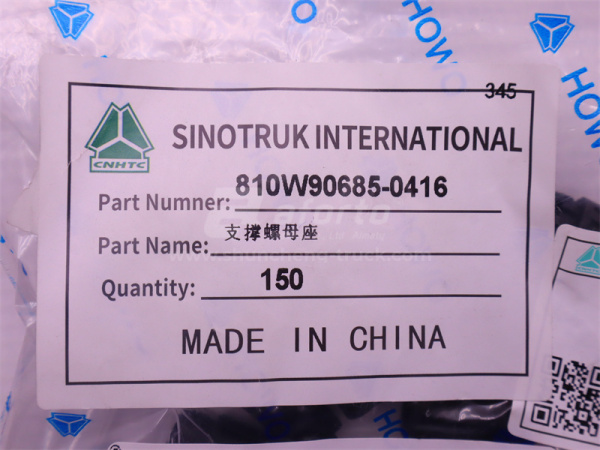 HOWO
HOWO
345
CNHTC
SINOTRUK INTERNATIONAL
Part Numner: 810W90685-0416
aforto
Part Name: 支撑螺母座
Quantity: 150
MADE IN CHINA